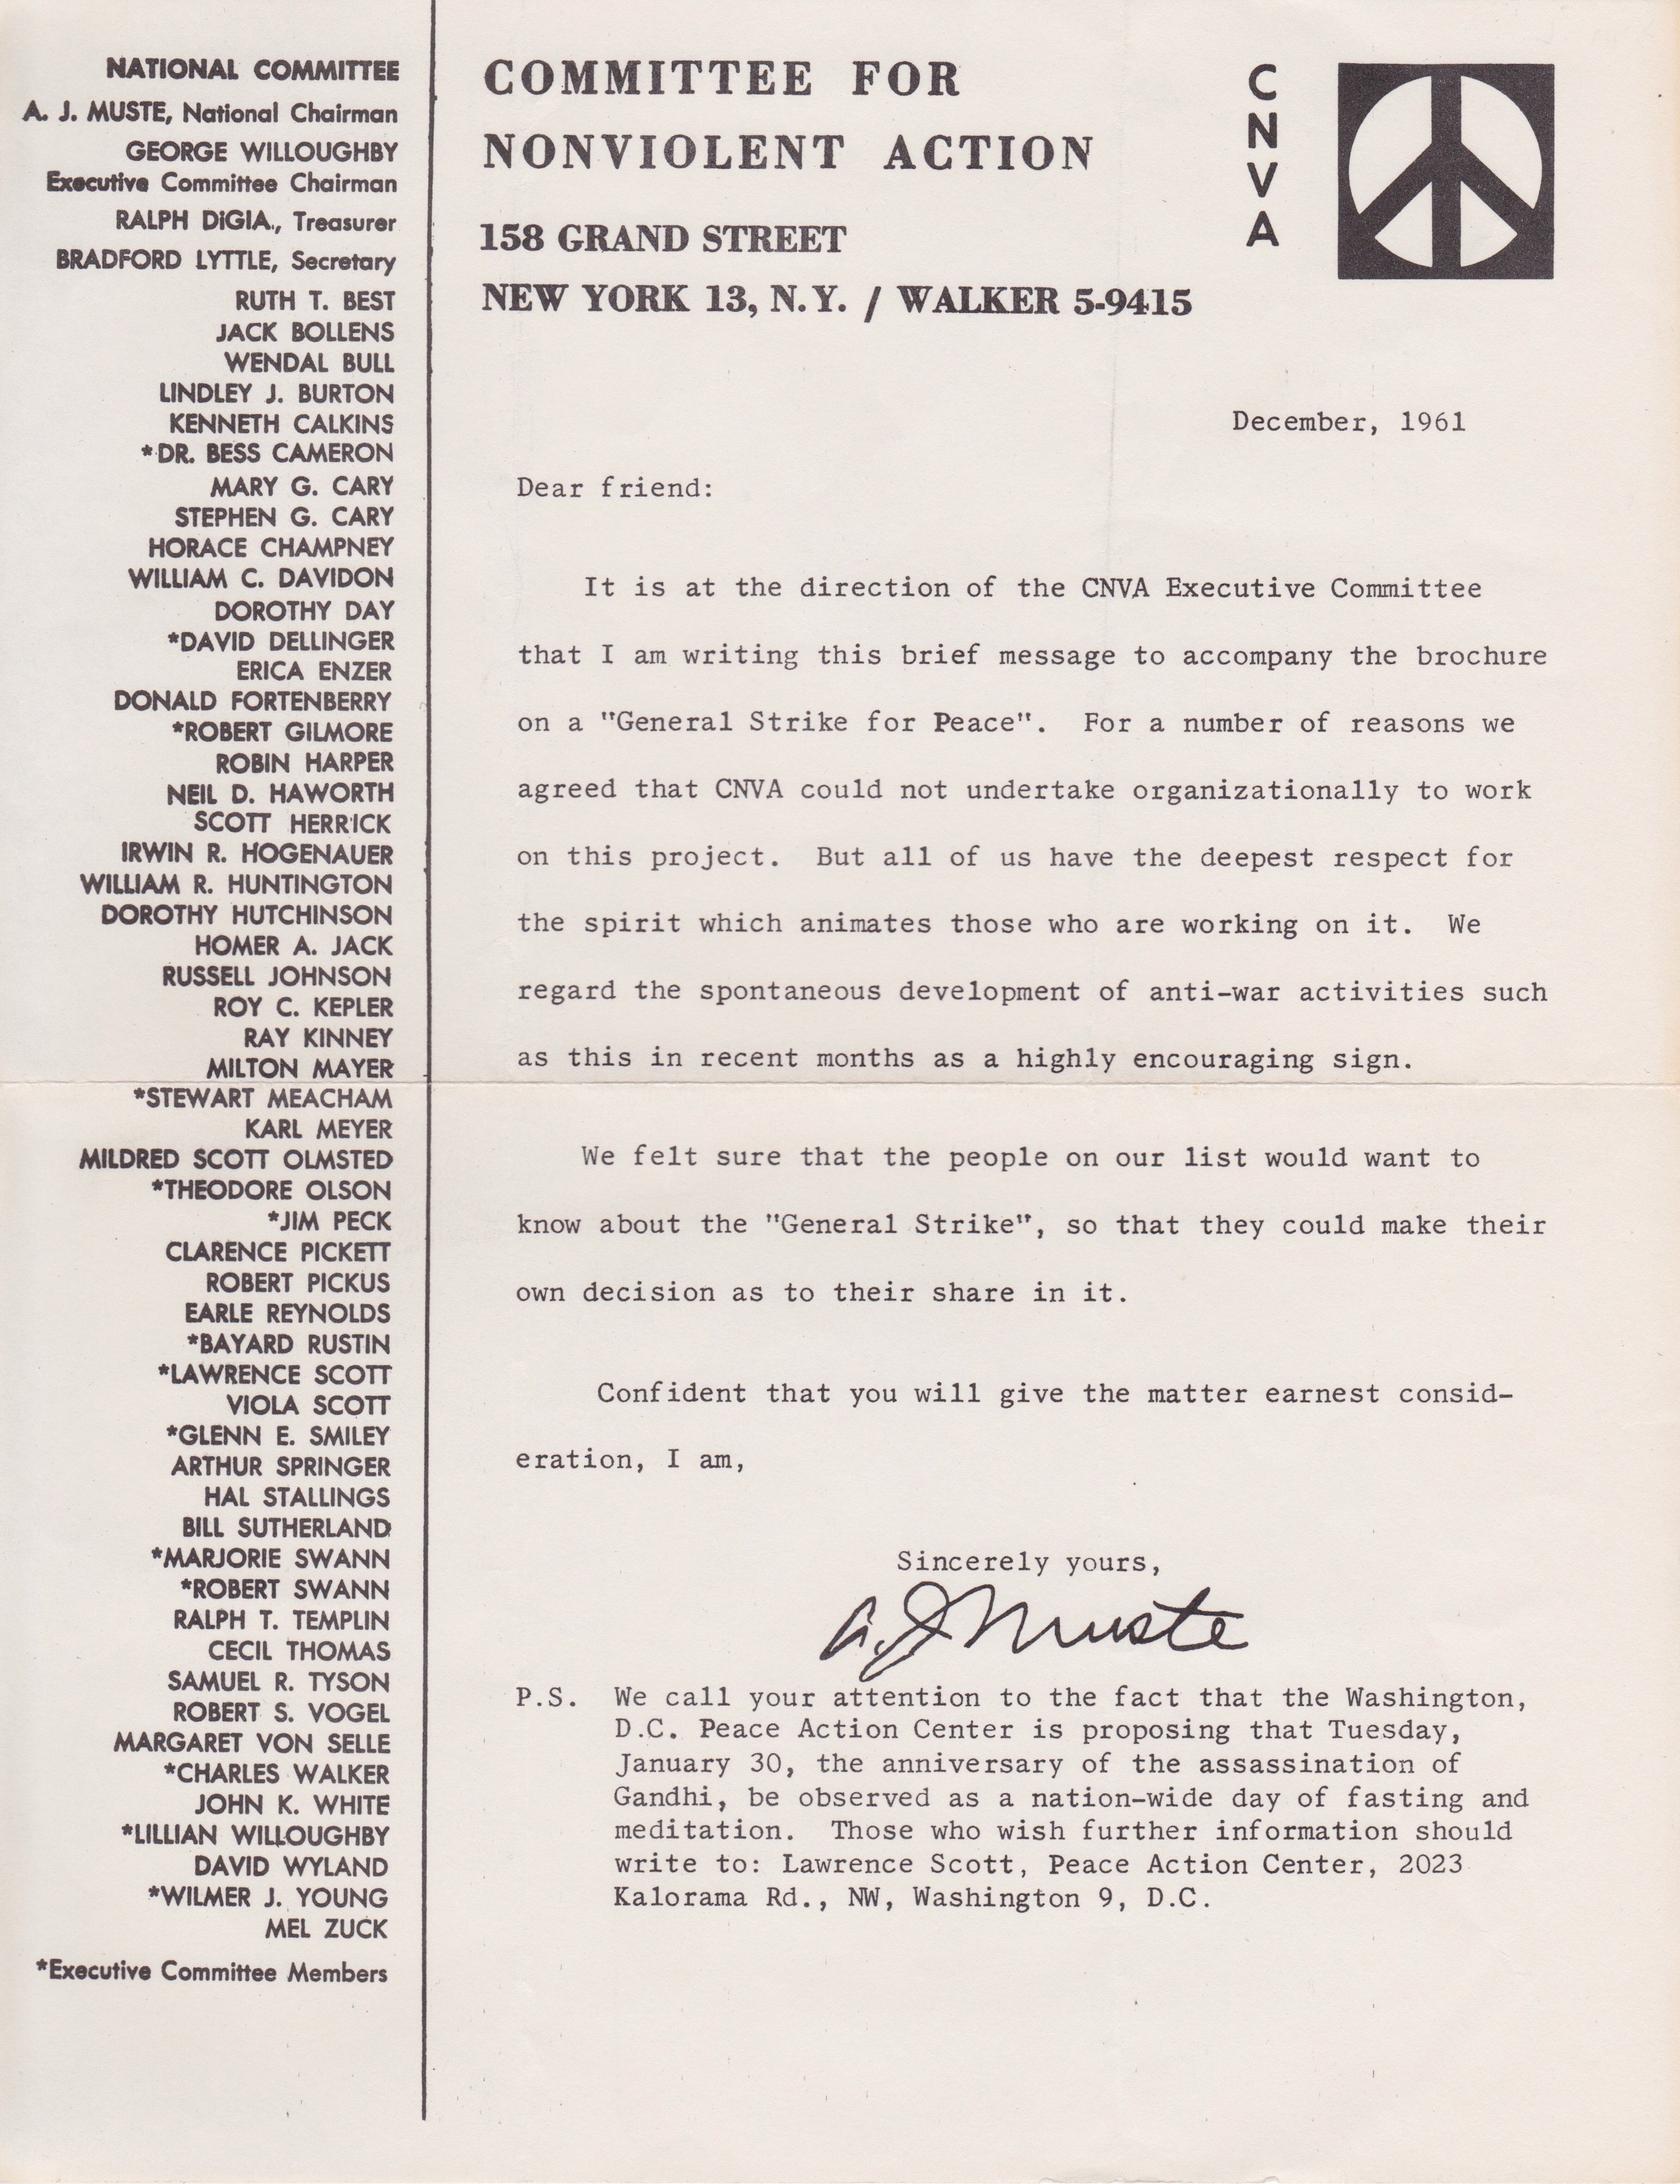 NATIONAL COMMITTEE
A. J. MUSTE, National Chairman
GEORGE WILLOUGHBY
Executive Committee Chairman
RALPH DiGIA., Treasurer
BRADFORD LYTTLE, Secretary
RUTH T. BEST
JACK BOLLENS
WENDAL BULL
LINDLEY J. BURTON
KENNETH CALKINS
*DR. BESS CAMERON
MARY G. CARY
STEPHEN G. CARY
HORACE CHAMPNEY
WILLIAM C. DAVIDON
DOROTHY DAY
*DAVID DELLINGER
ERICA ENZER
DONALD FORTENBERRY
*ROBERT GILMORE
ROBIN HARPER
NEIL D. HAWORTH
SCOTT HERRICK
IRWIN R. HOGENAUER
WILLIAM R. HUNTINGTON
DOROTHY HUTCHINSON
HOMER A. JACK
RUSSELL JOHNSON
ROY C. KEPLER
RAY KINNEY
MILTON MAYER
*STEWART MEACHAM
KARL MEYER
MILDRED SCOTT OLMSTED
*THEODORE OLSON
*JIM PECK
CLARENCE PICKETT
ROBERT PICKUS
EARLE REYNOLDS
*BAYARD RUSTIN
*LAWRENCE SCOTT
VIOLA SCOTT
*GLENN E. SMILEY
ARTHUR SPRINGER
HAL STALLINGS
BILL SUTHERLAND
*MARJORIE SWANN
*ROBERT SWANN
RALPH T. TEMPLIN
CECIL THOMAS
SAMUEL R. TYSON
ROBERT S. VOGEL
MARGARET VON SELLE
*CHARLES WALKER
JOHN K. WHITE
*LILLIAN WILLOUGHBY
DAVID WYLAND
*WILMER J. YOUNG
MEL ZUCK
*Executive Committee Members
COMMITTEE FOR
NONVIOLENT ACTION
158 GRAND STREET
NEW YORK 13, N.Y. / WALKER 5-9415
C
N
V
A
December, 1961
Dear friend:
It is at the direction of the CNVA Executive Committee
that I am writing this brief message to accompany the brochure
on a "General Strike for Peace".  For a number of reasons we
agreed that CNVA could not undertake organizationally to work
on this project.  But all of us have the deepest respect for
the spirit which animates those who are working on it.  We
regard the spontaneous development of anti-war activities such
as this in recent months as a highly encouraging sign.
We felt sure that the people on our list would want to
know about the "General Strike", so that they could make their
own decision as to their share in it.
Confident that you will give the matter earnest consid-
eration, I am,
Sincerely yours,
A. J. Muste
P.S.  We call your attention to the fact that the Washington,
D.C. Peace Action Center is proposing that Tuesday,
January 30, the anniversary of the assassination of
Gandhi, be observed as a nation-wide day of fasting and
meditation.  Those who wish further information should
write to: Lawrence Scott, Peace Action Center, 2023
Kalorama Rd., NW, Washington 9, D.C.